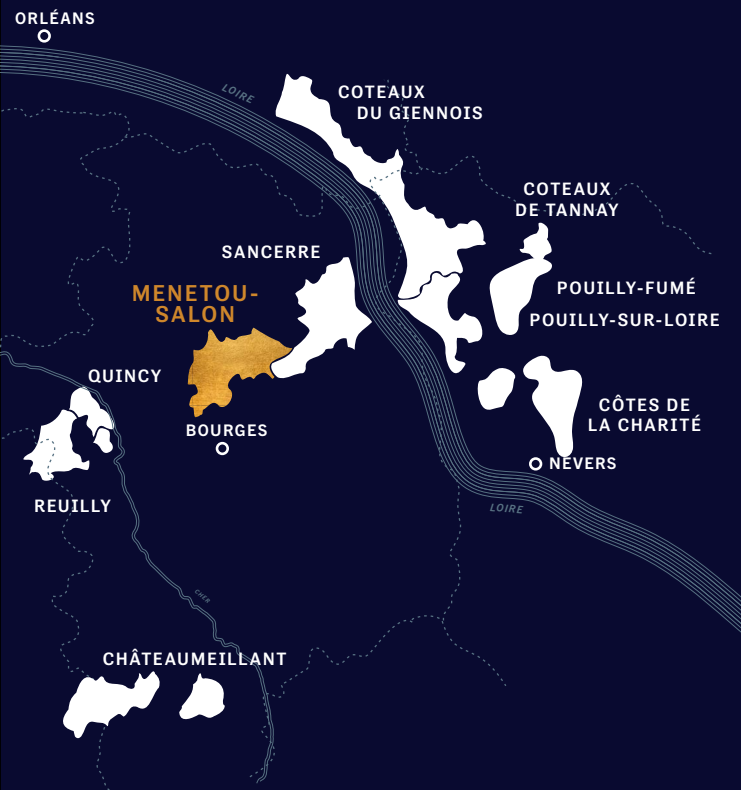 ORLÉANS
LOIRE
COTEAUX
DU GIENNOIS
COTEAUX
DE TANNAY
SANCERRE
MENETOU-
SALON
POUILLY-FUMÉ
POUILLY-SUR-LOIRE
QUINCY
CÔTES DE
LA CHARITÉ
BOURGES
NEVERS
REUILLY
LOIRE
CHER
CHÂTEAUMEILLANT